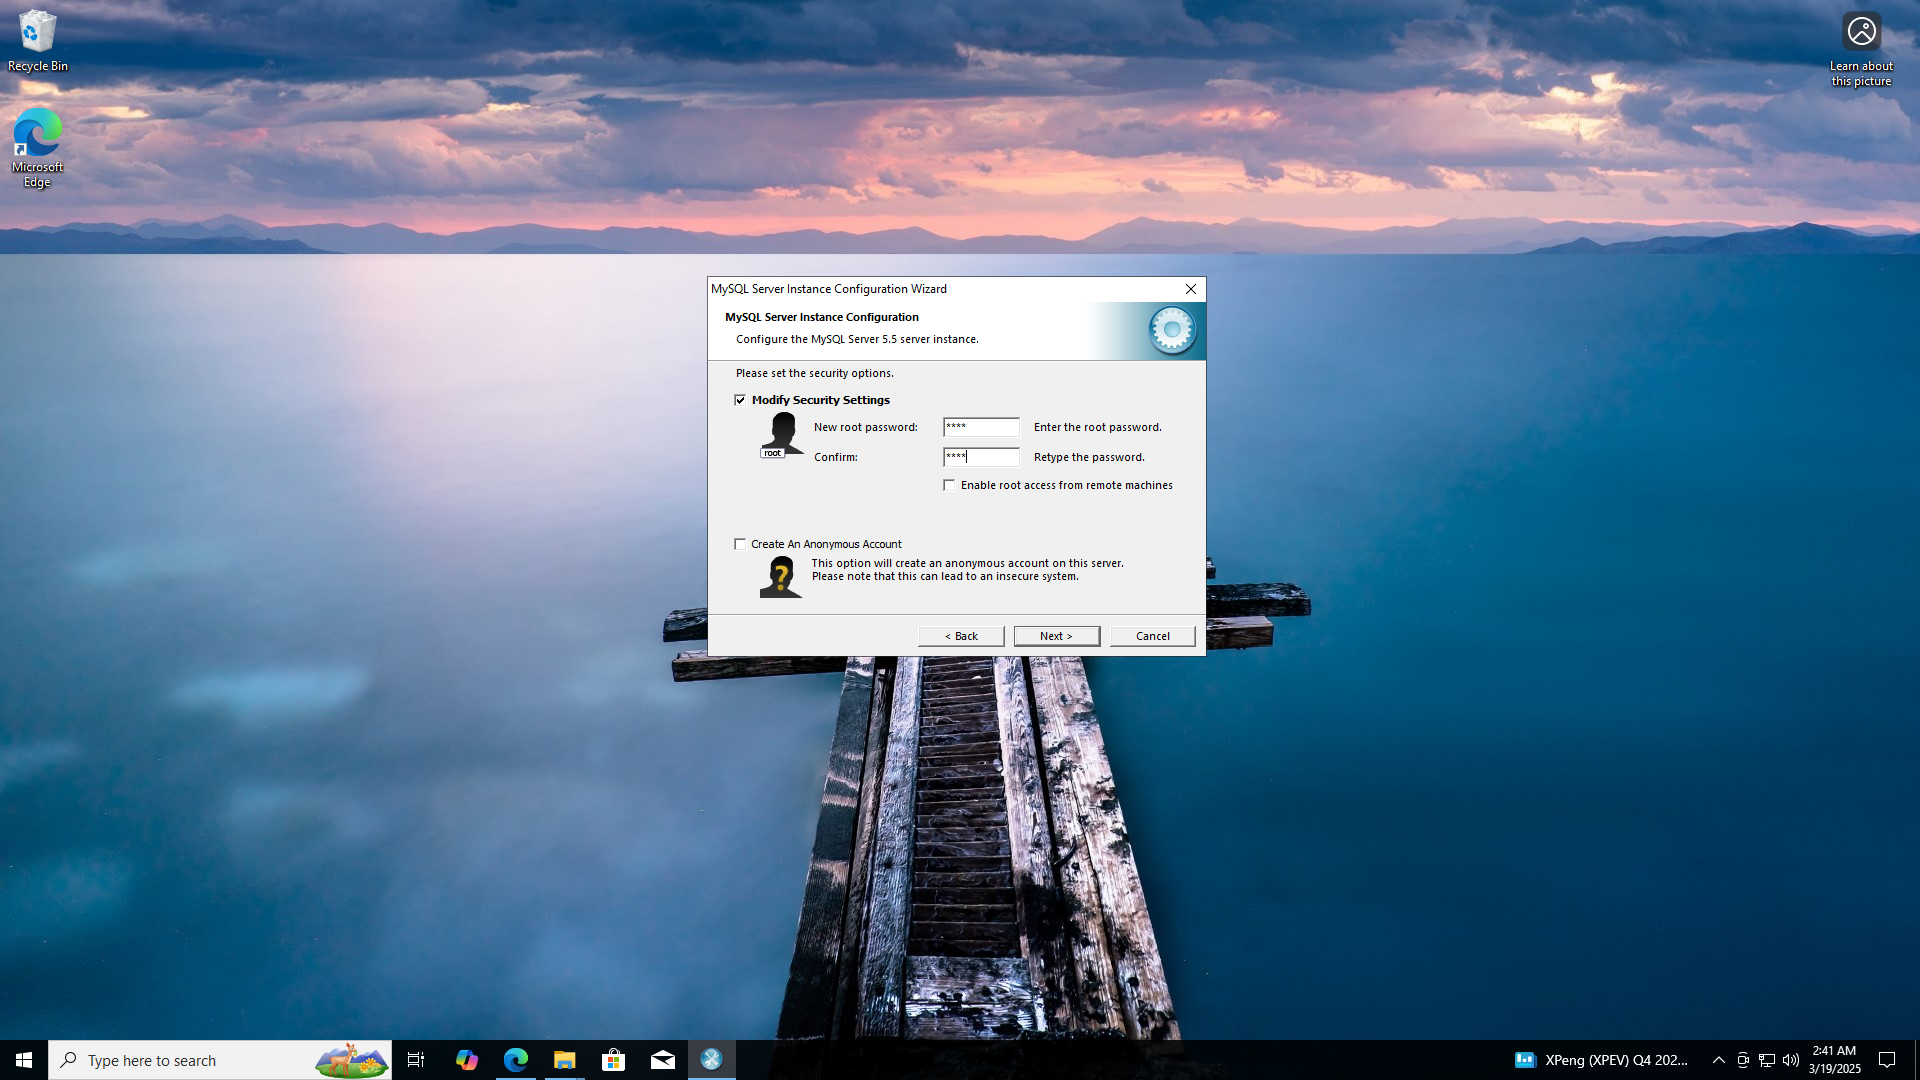 Recycle Bin
Microsoft
Edge
Learn about
this picture
MySQL Server Instance Configuration Wizard
MySQL Server Instance Configuration
Configure the MySQL Server 5.5 server instance.
Please set the security options.
Modify Security Settings
root
New root password:
****
Enter the root password.
Confirm:
****
Retype the password.
Enable root access from remote machines
Create An Anonymous Account
?
This option will create an anonymous account on this server.
Please note that this can lead to an insecure system.
< Back
Next >
Cancel
Type here to search
XPeng (XPEV) Q4 202...
2:41 AM
3/19/2025